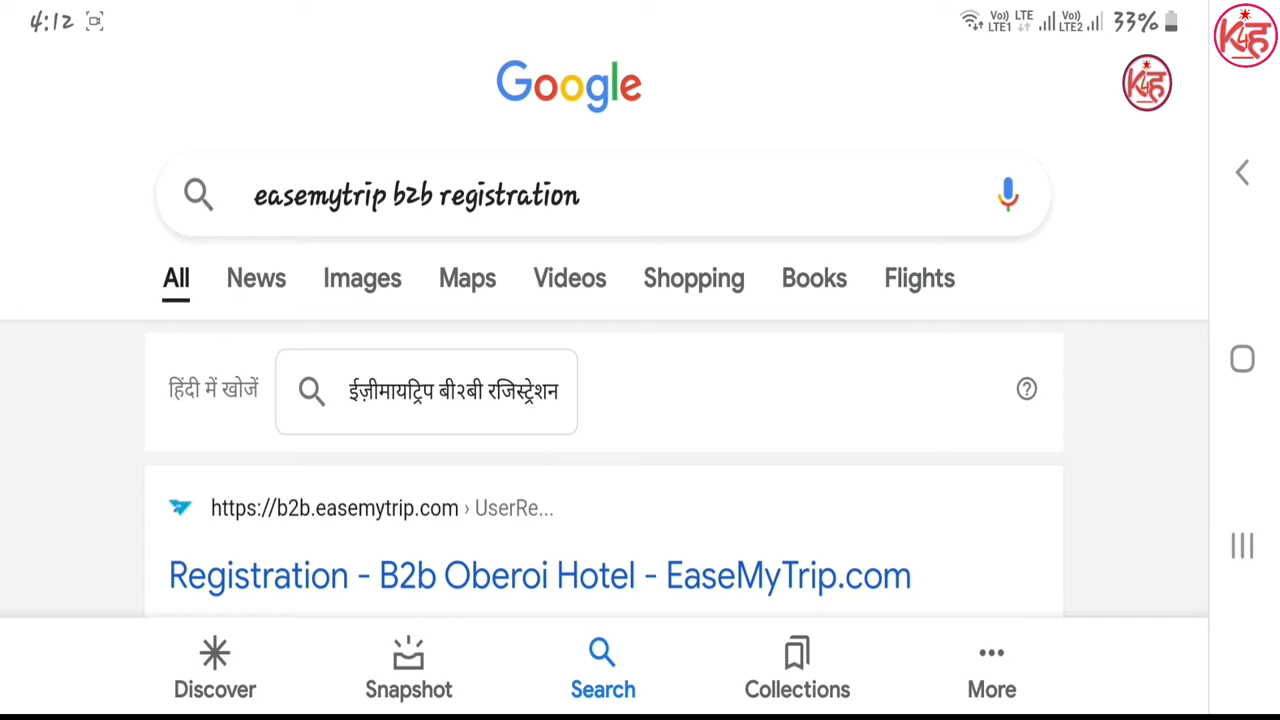 4:12 Vo) LTE1 LTE Vo) LTE2 33%
K4ह
Google
K4ह
easemytrip b2b registration
All News Images Maps Videos Shopping Books Flights
हिंदी में खोजें ईज़ीमायट्रिप बी२बी रजिस्ट्रेशन
https://b2b.easemytrip.com › UserRe...
Registration - B2b Oberoi Hotel - EaseMyTrip.com
Discover Snapshot Search Collections More